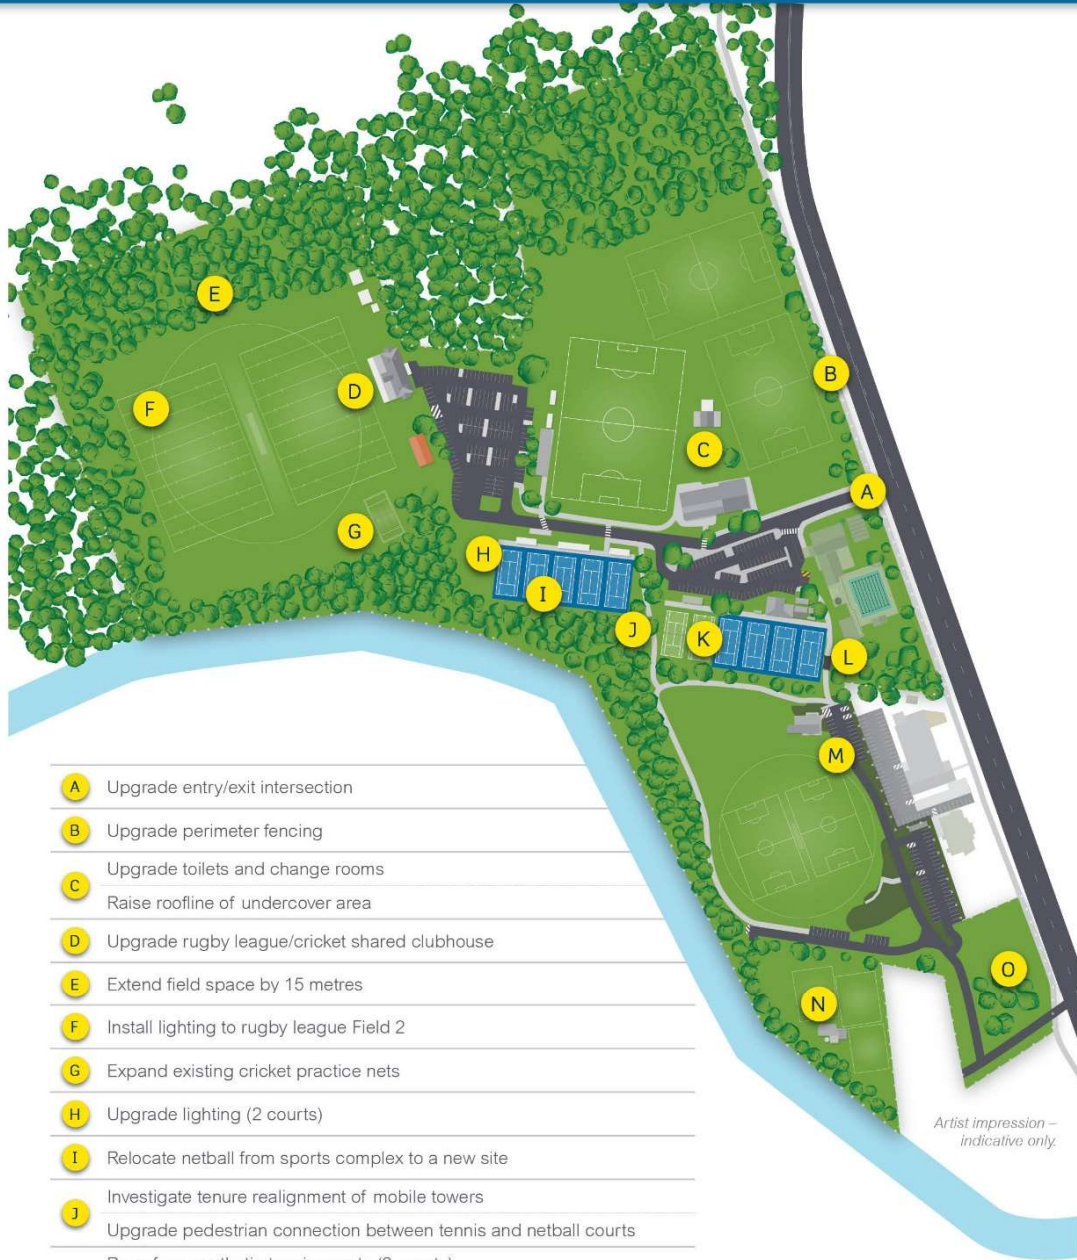 E
B
F
D
C
A
G
H
I
J
K
L
M
O
N
A Upgrade entry/exit intersection
B Upgrade perimeter fencing
C Upgrade toilets and change rooms
Raise roofline of undercover area
D Upgrade rugby league/cricket shared clubhouse
E Extend field space by 15 metres
F Install lighting to rugby league Field 2
G Expand existing cricket practice nets
H Upgrade lighting (2 courts)
I Relocate netball from sports complex to a new site
J Investigate tenure realignment of mobile towers
Upgrade pedestrian connection between tennis and netball courts
Artist impression –
indicative only.